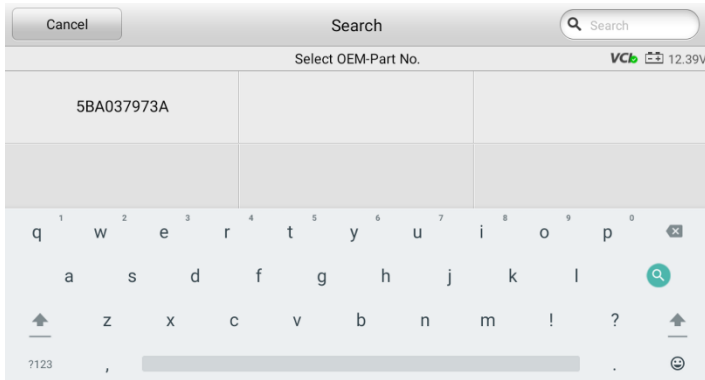 Cancel Search Search
Select OEM-Part No. VCI 12.39V
5BA037973A
1 2 3 4 5 6 7 8 9 0
q w e r t y u i o p
a s d f g h j k l
z x c v b n m ! ?
?123 , .